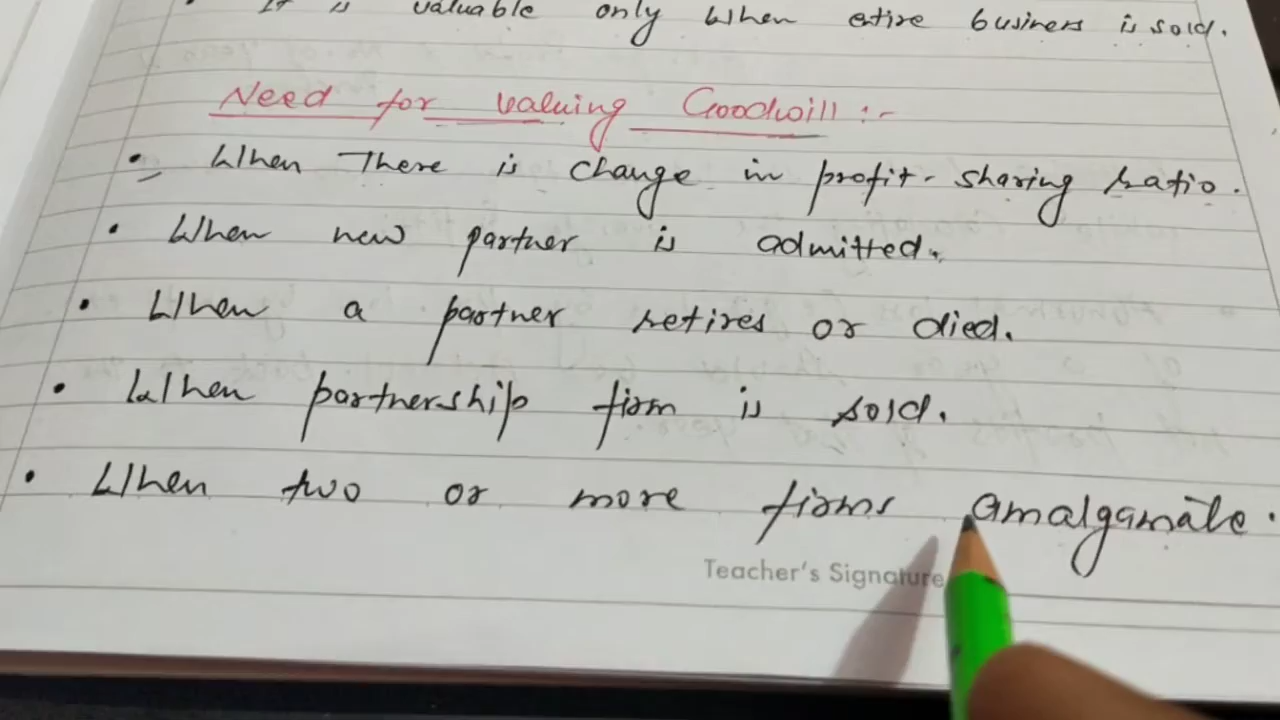 It is valuable only when entire business is sold.
Need for valuing Goodwill :-
• When There is change in profit-sharing ratio.
• When new partner is admitted.
• When a partner retires or died.
• When partnership firm is sold.
• When two or more firms amalgamate.
Teacher's Signature